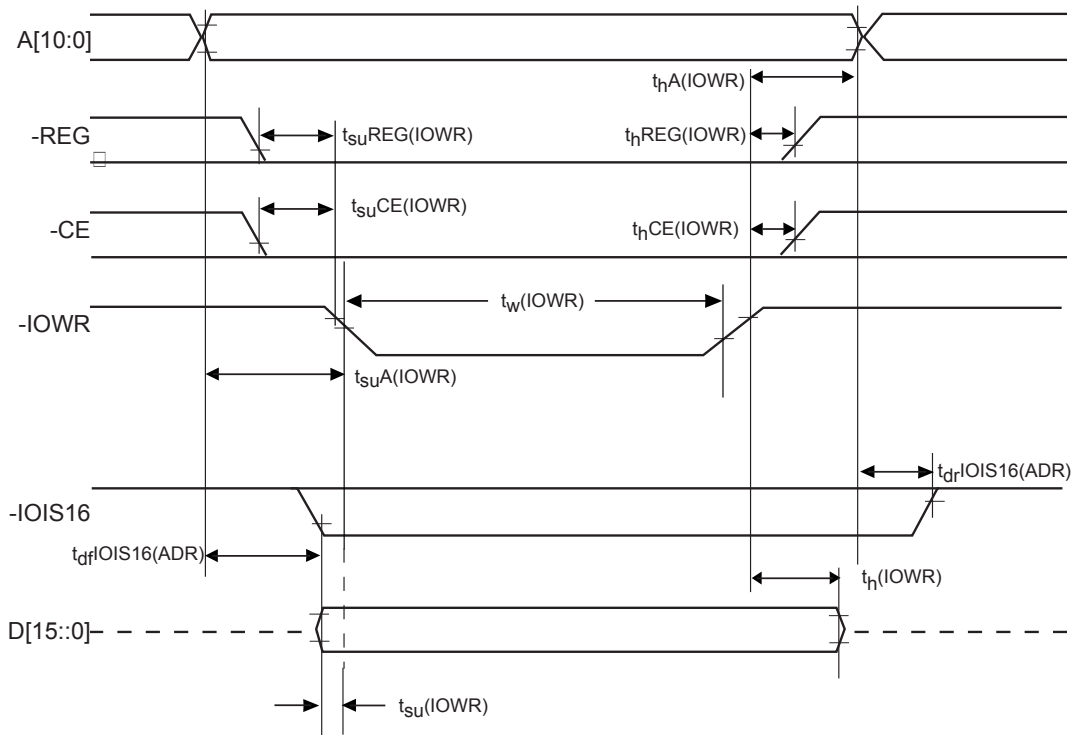 A[10:0]
thA(IOWR)
-REG
tsuREG(IOWR)
thREG(IOWR)
-CE
tsuCE(IOWR)
thCE(IOWR)
-IOWR
tw(IOWR)
tsuA(IOWR)
tdrIOIS16(ADR)
-IOIS16
tdfIOIS16(ADR)
th(IOWR)
D[15::0]
tsu(IOWR)